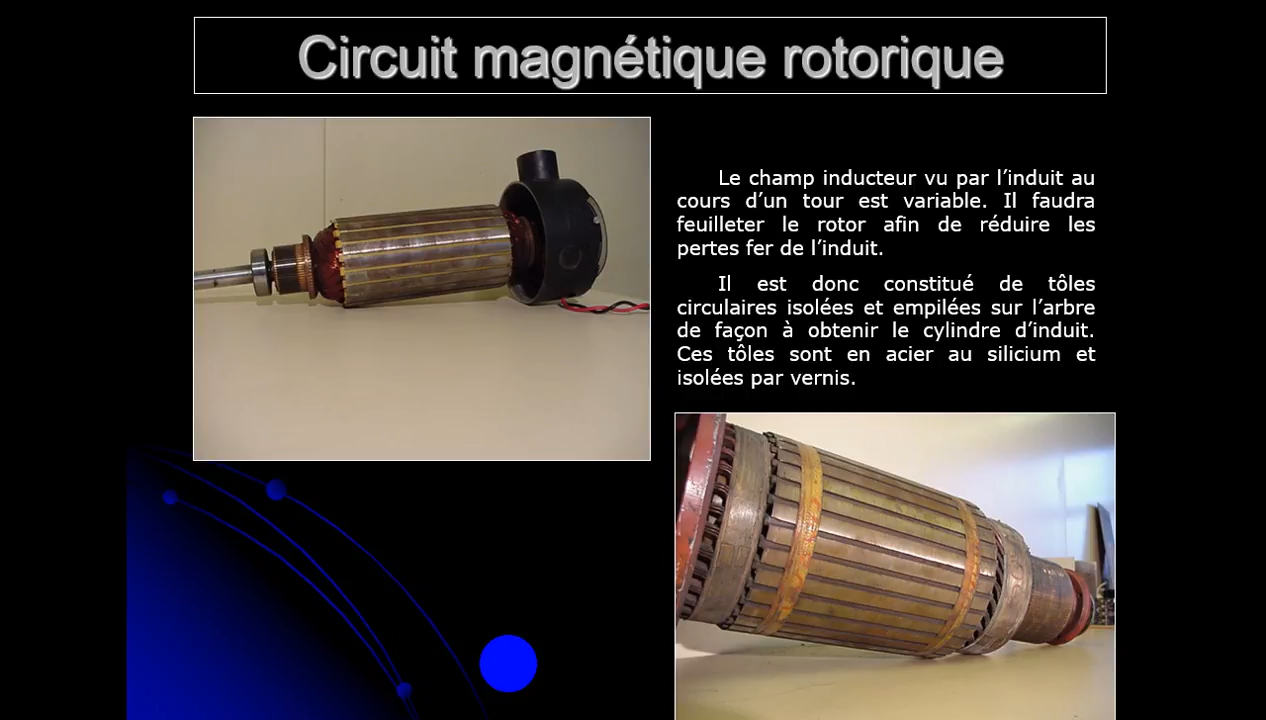 Circuit magnétique rotorique
Le champ inducteur vu par l’induit au
cours d’un tour est variable. Il faudra
feuilleter le rotor afin de réduire les
pertes fer de l’induit.
Il est donc constitué de tôles
circulaires isolées et empilées sur l’arbre
de façon à obtenir le cylindre d’induit.
Ces tôles sont en acier au silicium et
isolées par vernis.